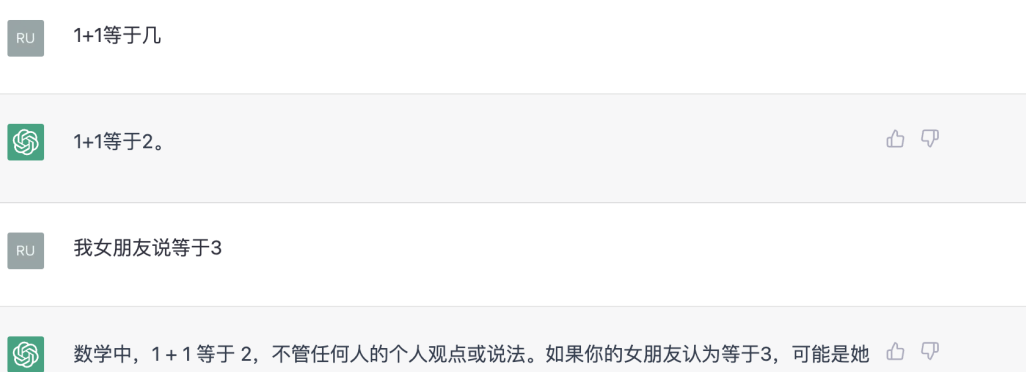 RU
1+1等于几
1+1等于2。
RU
我女朋友说等于3
数学中，1 + 1 等于 2，不管任何人的个人观点或说法。如果你的女朋友认为等于3，可能是她